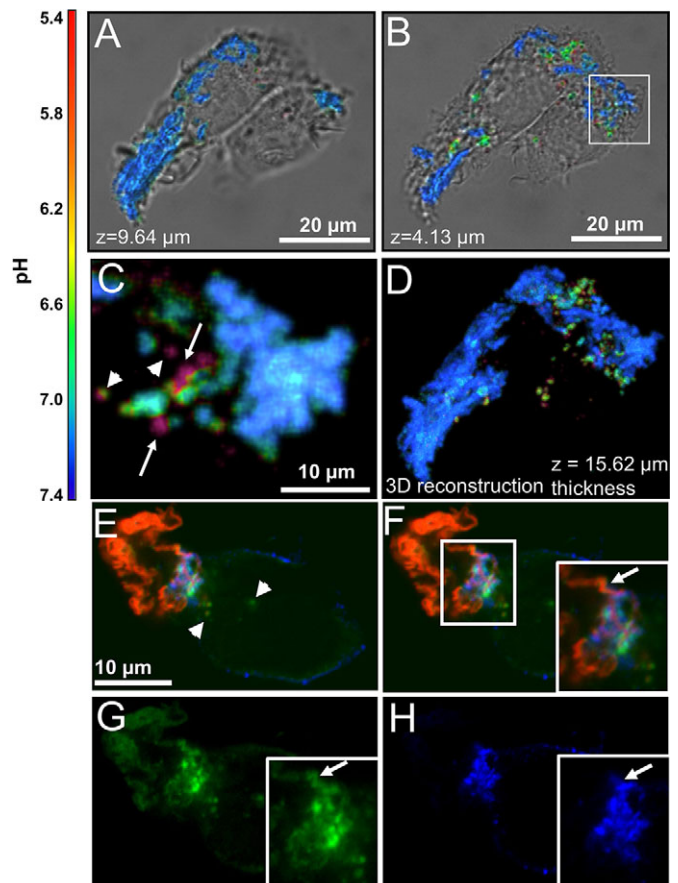 5.4
5.8
6.2
pH
6.6
7.0
7.4
A
z=9.64 µm
20 µm
B
z=4.13 µm
20 µm
C
10 µm
D
3D reconstruction
z = 15.62 µm
thickness
E
10 µm
F
G
H